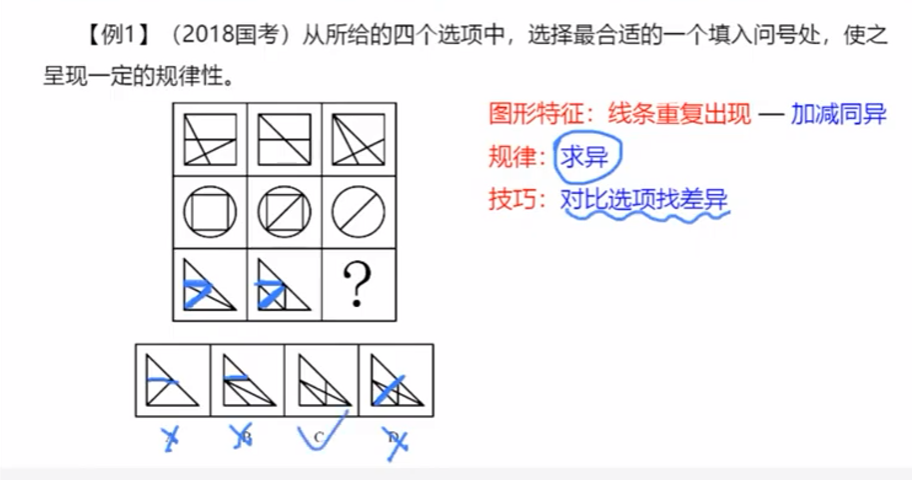 【例1】（2018国考）从所给的四个选项中，选择最合适的一个填入问号处，使之
呈现一定的规律性。
图形特征：线条重复出现 — 加减同异
规律：求异
技巧：对比选项找差异
?
A B C D